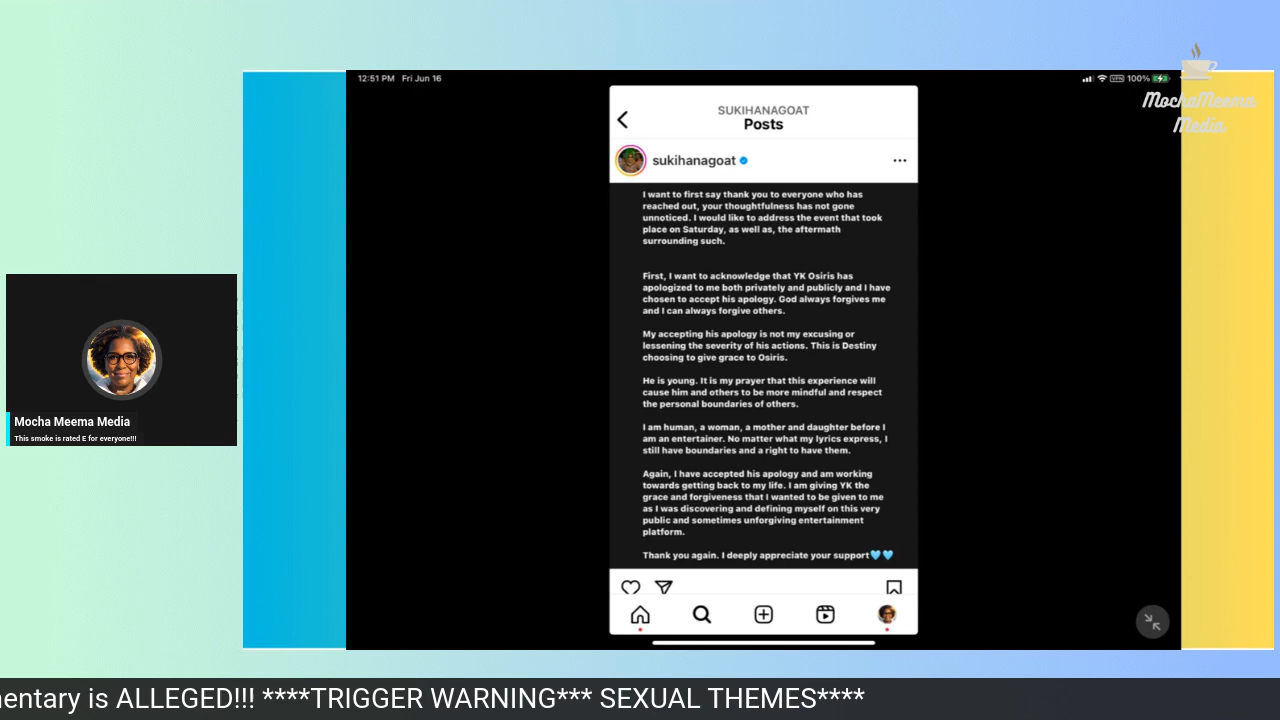 12:51 PM Fri Jun 16
VPN 100%
MochaMeema
Media
SUKIHANAGOAT
Posts
sukihanagoat
I want to first say thank you to everyone who has
reached out, your thoughtfulness has not gone
unnoticed. I would like to address the event that took
place on Saturday, as well as, the aftermath
surrounding such.
First, I want to acknowledge that YK Osiris has
apologized to me both privately and publicly and I have
chosen to accept his apology. God always forgives me
and I can always forgive others.
My accepting his apology is not my excusing or
lessening the severity of his actions. This is Destiny
choosing to give grace to Osiris.
He is young. It is my prayer that this experience will
cause him and others to be more mindful and respect
the personal boundaries of others.
I am human, a woman, a mother and daughter before I
am an entertainer. No matter what my lyrics express, I
still have boundaries and a right to have them.
Again, I have accepted his apology and am working
towards getting back to my life. I am giving YK the
grace and forgiveness that I wanted to be given to me
as I was discovering and defining myself on this very
public and sometimes unforgiving entertainment
platform.
Thank you again. I deeply appreciate your support🩵🩵
Mocha Meema Media
This smoke is rated E for everyone!!!
mentary is ALLEGED!!! ****TRIGGER WARNING*** SEXUAL THEMES****